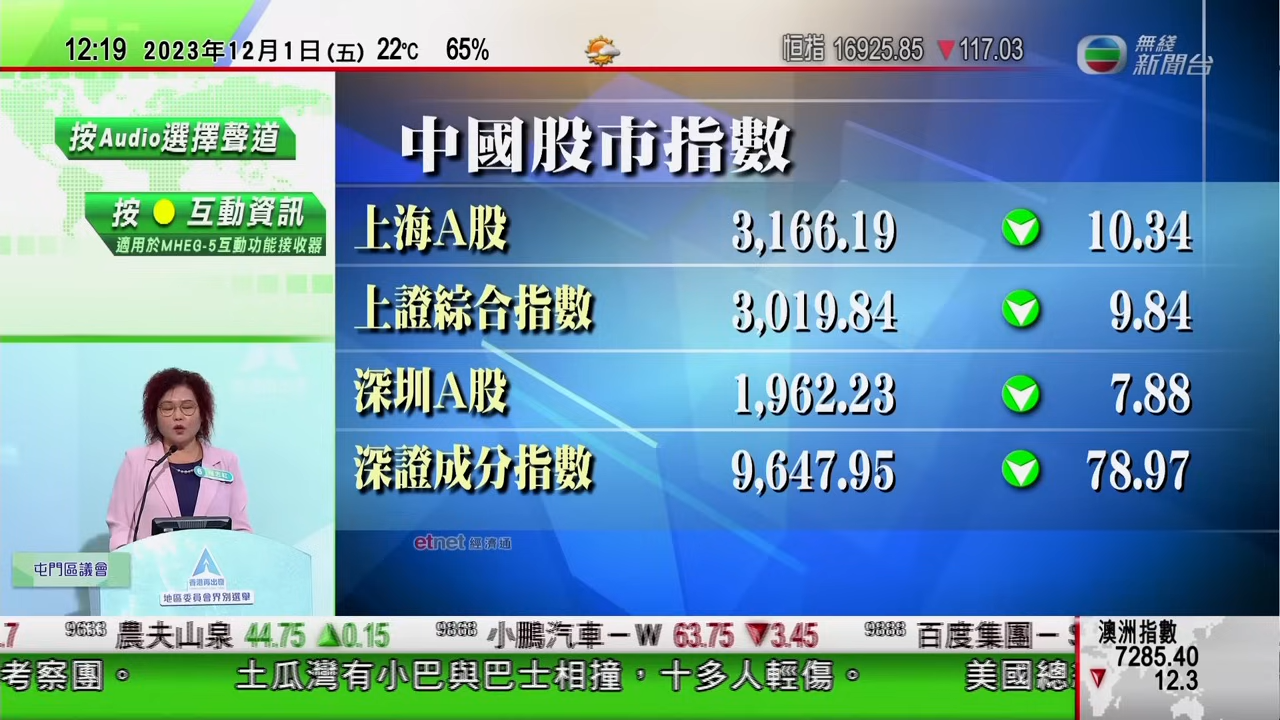 12:19 2023年12月1日(五) 22℃ 65% 恒指 16925.85 ▼117.03
無綫
新聞台
按Audio選擇聲道
按 互動資訊
適用於MHEG-5互動功能接收器
中國股市指數
上海A股 3,166.19 10.34
上證綜合指數 3,019.84 9.84
深圳A股 1,962.23 7.88
深證成分指數 9,647.95 78.97
etnet 經濟通
屯門區議會
香港再出發
地區委員會界別選舉
.7 9633 農夫山泉 44.75 ▲0.15 9868 小鵬汽車－W 63.75 ▼3.45 9888 百度集團－
澳洲指數
7285.40
▼ 12.3
考察團。 土瓜灣有小巴與巴士相撞，十多人輕傷。 美國總